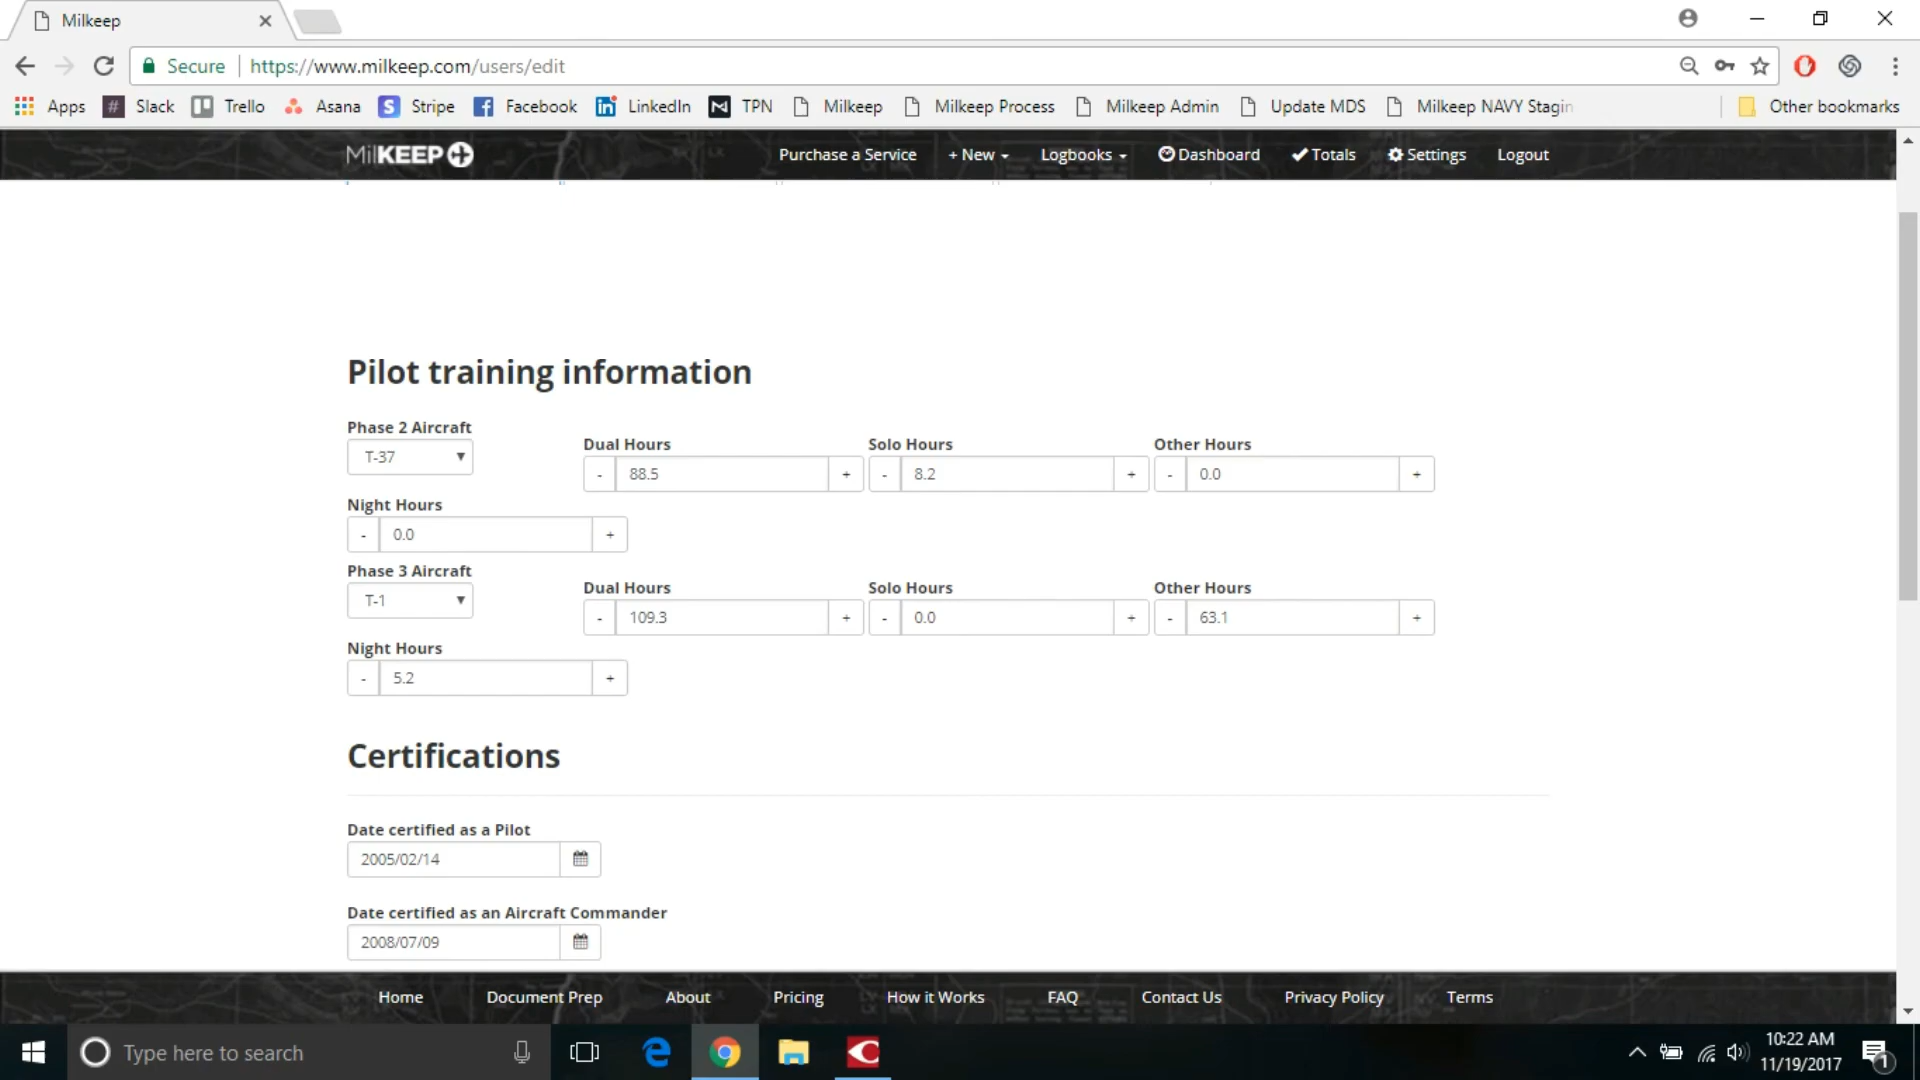 Milkeep
Secure https://www.milkeep.com/users/edit
Apps # Slack Trello Asana S Stripe f Facebook in LinkedIn TPN Milkeep Milkeep Process Milkeep Admin Update MDS Milkeep NAVY Stagin Other bookmarks
MilKEEP Purchase a Service + New Logbooks Dashboard Totals Settings Logout
Pilot training information
Phase 2 Aircraft
Dual Hours Solo Hours Other Hours
T-37
- 88.5 + - 8.2 + - 0.0 +
Night Hours
- 0.0 +
Phase 3 Aircraft
Dual Hours Solo Hours Other Hours
T-1
- 109.3 + - 0.0 + - 63.1 +
Night Hours
- 5.2 +
Certifications
Date certified as a Pilot
2005/02/14
Date certified as an Aircraft Commander
2008/07/09
Home Document Prep About Pricing How it Works FAQ Contact Us Privacy Policy Terms
Type here to search
10:22 AM
11/19/2017
1